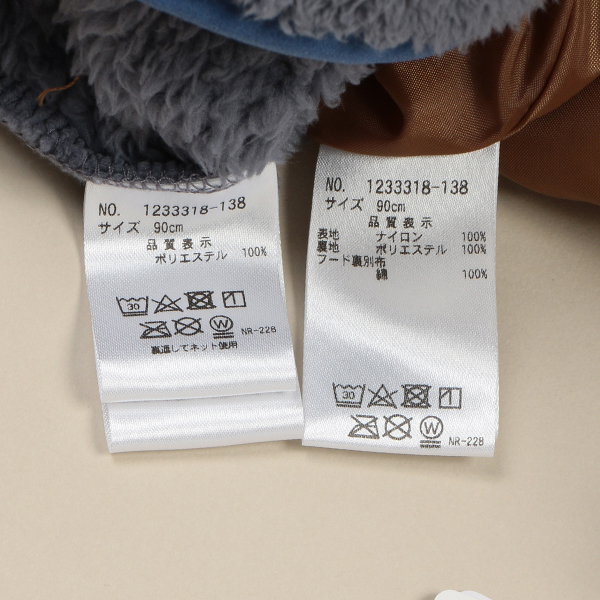 NO. 1233318-138
サイズ 90cm
品質表示
ポリエステル 100%
30
W
NR-228
裏返してネット使用
NO. 1233318-138
サイズ 90cm
品質表示
表地 ナイロン 100%
裏地 ポリエステル 100%
フード裏別布
綿 100%
30
W
NR-228